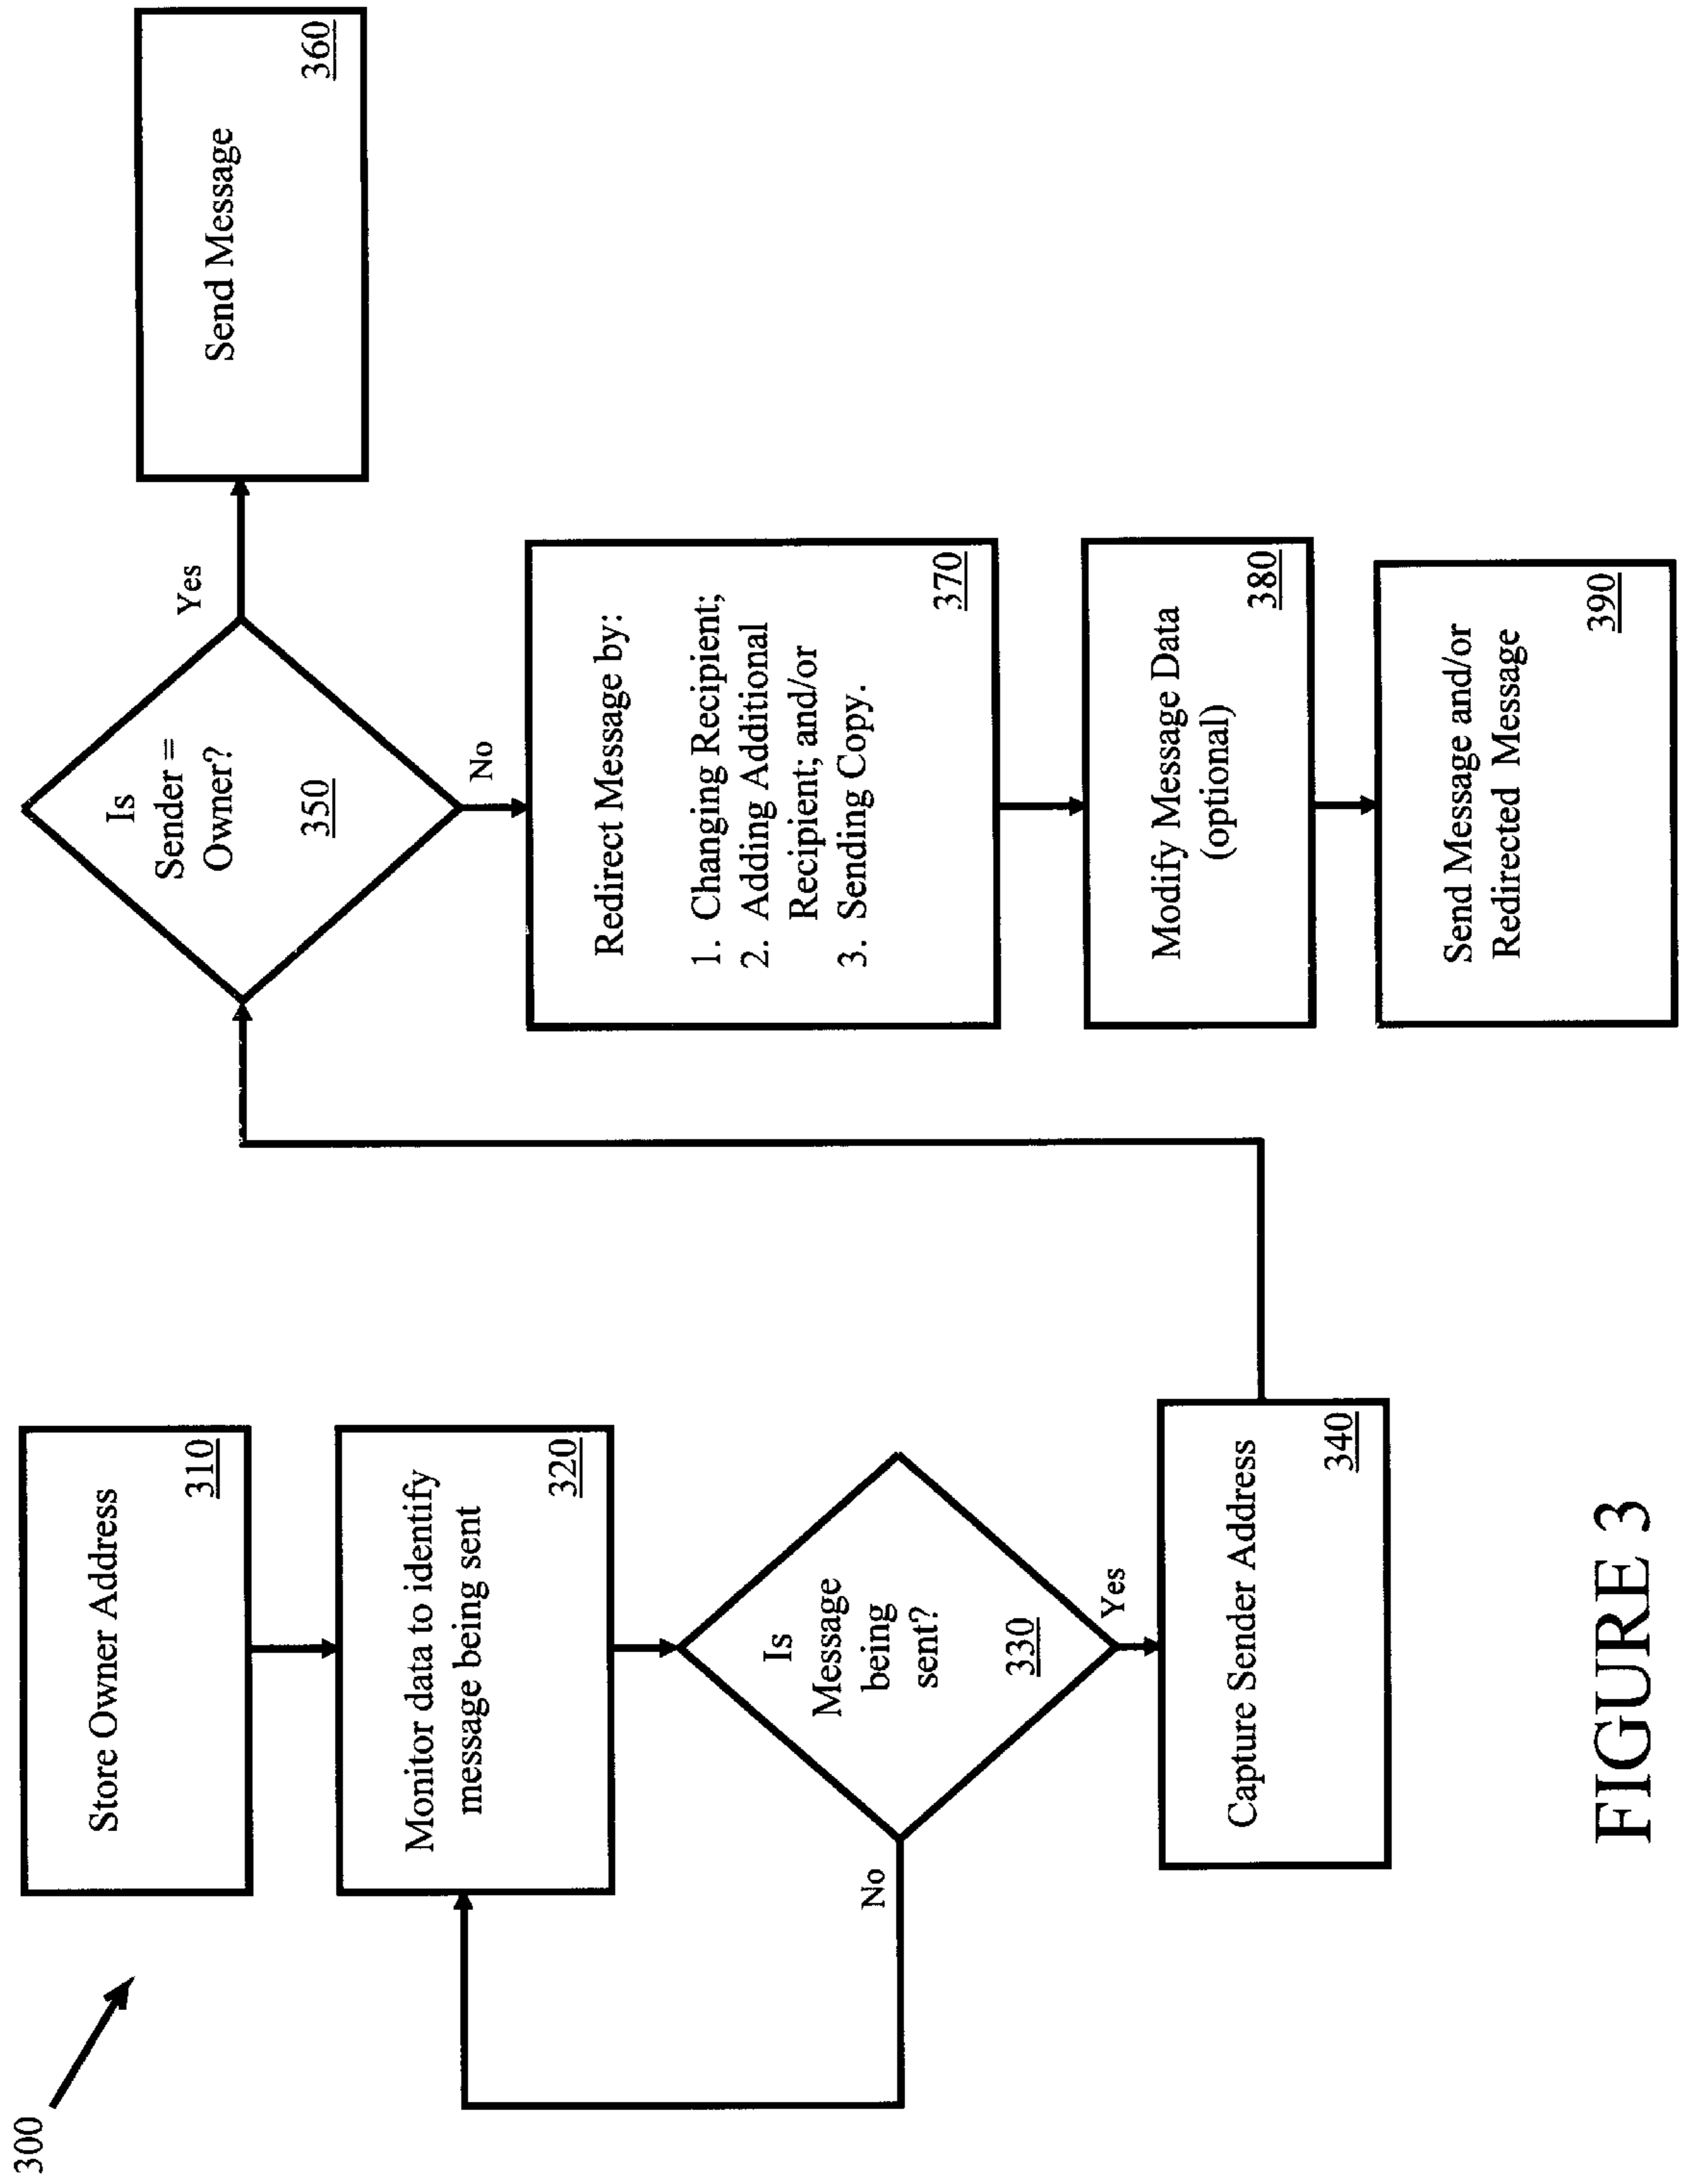 300
Store Owner Address
310
Monitor data to identify
message being sent
320
Is
Message
being
sent?
330
No
Yes
Capture Sender Address
340
Is
Sender =
Owner?
350
Yes
No
Send Message
360
Redirect Message by:
1. Changing Recipient;
2. Adding Additional
Recipient; and/or
3. Sending Copy.
370
Modify Message Data
(optional)
380
Send Message and/or
Redirected Message
390
FIGURE 3